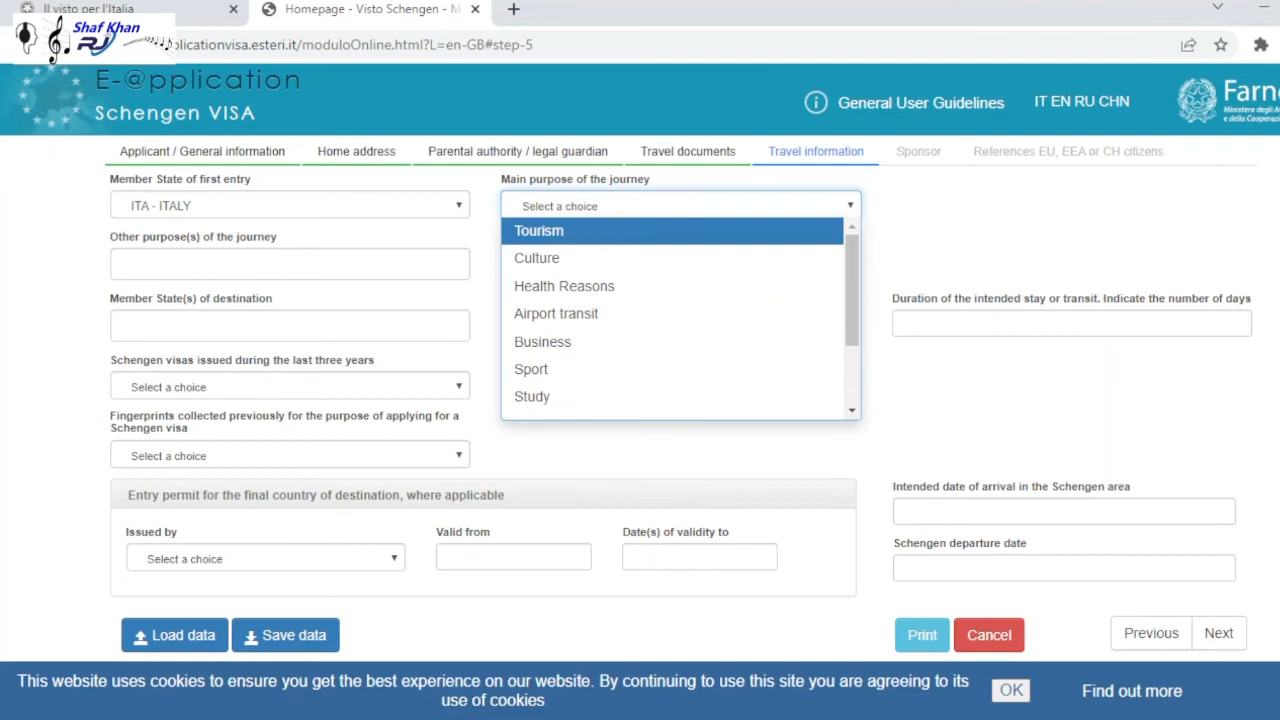 Il visto per l'Italia
Homepage - Visto Schengen - M
Shaf Khan
RJ
plicationvisa.esteri.it/moduloOnline.html?L=en-GB#step-5
E-@pplication
Schengen VISA
General User Guidelines
IT EN RU CHN
Farne
Ministero degli A
e della Cooperazio
Applicant / General information
Home address
Parental authority / legal guardian
Travel documents
Travel information
Sponsor
References EU, EEA or CH citizens
Member State of first entry
ITA - ITALY
Main purpose of the journey
Select a choice
Tourism
Culture
Health Reasons
Airport transit
Business
Sport
Study
Other purpose(s) of the journey
Member State(s) of destination
Duration of the intended stay or transit. Indicate the number of days
Schengen visas issued during the last three years
Select a choice
Fingerprints collected previously for the purpose of applying for a
Schengen visa
Select a choice
Entry permit for the final country of destination, where applicable
Issued by
Select a choice
Valid from
Date(s) of validity to
Intended date of arrival in the Schengen area
Schengen departure date
Load data
Save data
Print
Cancel
Previous
Next
This website uses cookies to ensure you get the best experience on our website. By continuing to use this site you are agreeing to its
use of cookies
OK
Find out more